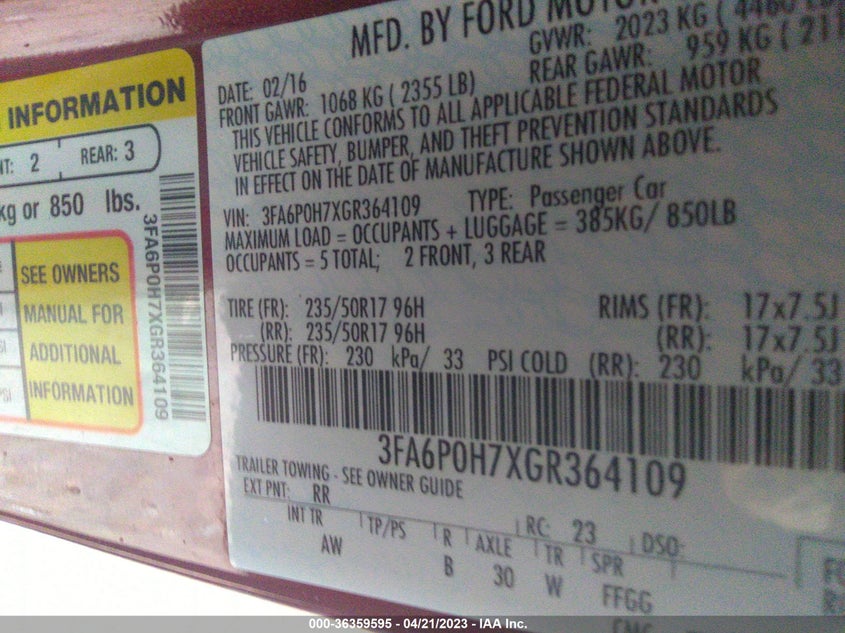 INFORMATION
NT: 2 REAR: 3
kg or 850 lbs.
SEE OWNERS
MANUAL FOR
ADDITIONAL
INFORMATION
PSI
3FA6P0H7XGR364109
MFD. BY FORD MOTOR
DATE: 02/16 GVWR: 2023 KG ( 4460 LB
FRONT GAWR: 1068 KG ( 2355 LB) REAR GAWR: 959 KG ( 211
THIS VEHICLE CONFORMS TO ALL APPLICABLE FEDERAL MOTOR
VEHICLE SAFETY, BUMPER, AND THEFT PREVENTION STANDARDS
IN EFFECT ON THE DATE OF MANUFACTURE SHOWN ABOVE.
VIN: 3FA6P0H7XGR364109 TYPE: Passenger Car
MAXIMUM LOAD = OCCUPANTS + LUGGAGE = 385KG/ 850LB
OCCUPANTS = 5 TOTAL; 2 FRONT, 3 REAR
TIRE (FR): 235/50R17 96H RIMS (FR): 17x7.5J
(RR): 235/50R17 96H (RR): 17x7.5J
PRESSURE (FR): 230 kPa/ 33 PSI COLD (RR): 230 kPa/ 33
3FA6P0H7XGR364109
TRAILER TOWING - SEE OWNER GUIDE
EXT PNT: RR RC: 23 DSO:
INT TR TP/PS R AXLE TR SPR
AW B 30 W FFGG
000-36359595 - 04/21/2023 - IAA Inc.